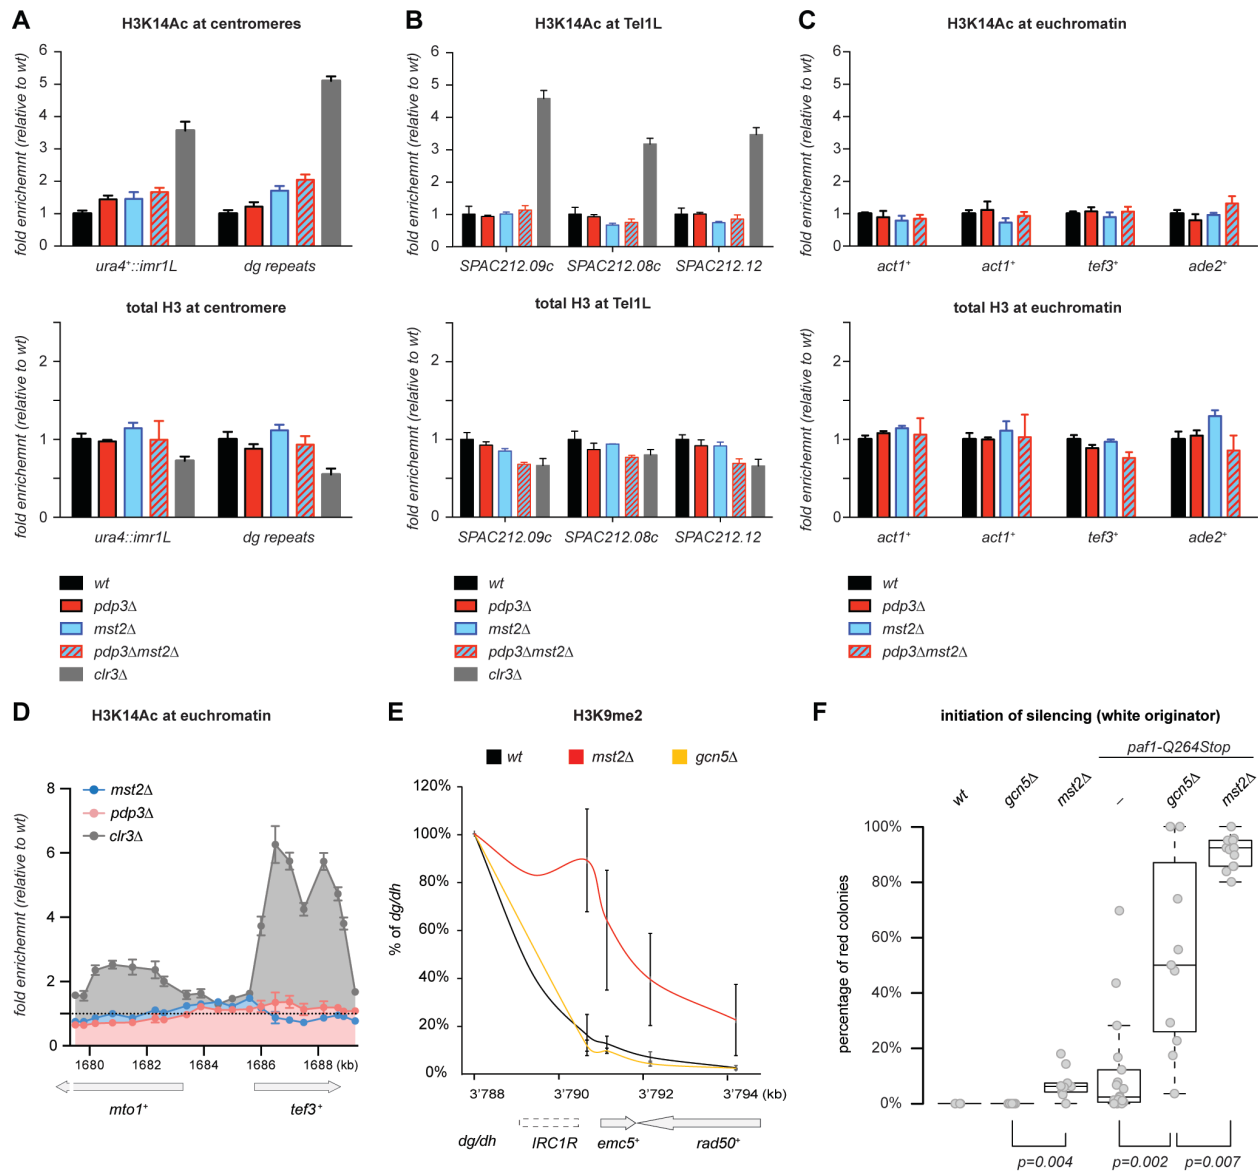 A
H3K14Ac at centromeres
fold enrichemnt (relative to wt)
6
5
4
3
2
1
0
ura4+::imr1L
dg repeats
total H3 at centromere
fold enrichemnt (relative to wt)
2
1
0
ura4::imr1L
dg repeats
wt
pdp3Δ
mst2Δ
pdp3Δmst2Δ
clr3Δ
B
H3K14Ac at Tel1L
fold enrichemnt (relative to wt)
6
5
4
3
2
1
0
SPAC212.09c
SPAC212.08c
SPAC212.12
total H3 at Tel1L
fold enrichemnt (relative to wt)
2
1
0
SPAC212.09c
SPAC212.08c
SPAC212.12
wt
pdp3Δ
mst2Δ
pdp3Δmst2Δ
clr3Δ
C
H3K14Ac at euchromatin
fold enrichemnt (relative to wt)
6
5
4
3
2
1
0
act1+
act1+
tef3+
ade2+
total H3 at euchromatin
fold enrichemnt (relative to wt)
2
1
0
act1+
act1+
tef3+
ade2+
wt
pdp3Δ
mst2Δ
pdp3Δmst2Δ
D
H3K14Ac at euchromatin
mst2Δ
pdp3Δ
clr3Δ
fold enrichemnt (relative to wt)
8
6
4
2
0
1680
1682
1684
1686
1688 (kb)
mto1+
tef3+
E
H3K9me2
wt
mst2Δ
gcn5Δ
% of dg/dh
120%
100%
80%
60%
40%
20%
0%
3'788
3'790
3'792
3'794 (kb)
dg/dh
IRC1R
emc5+
rad50+
F
initiation of silencing (white originator)
paf1-Q264Stop
wt
gcn5Δ
mst2Δ
–
gcn5Δ
mst2Δ
percentage of red colonies
100%
80%
60%
40%
20%
0%
p=0.004
p=0.002
p=0.007